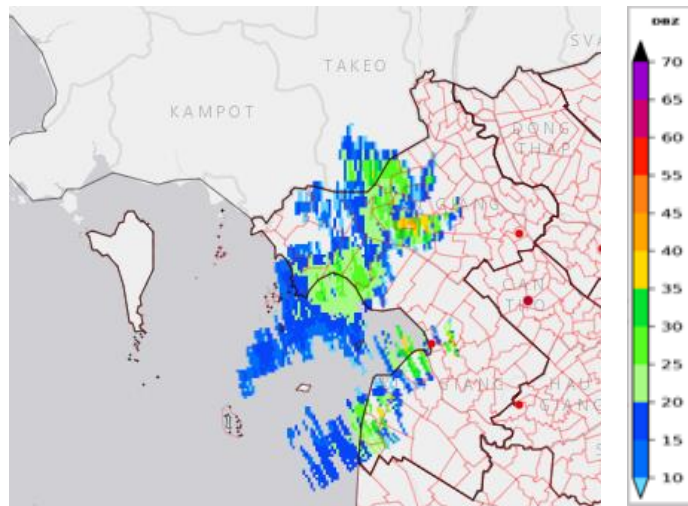 SVA
TAKEO
KAMPOT
DONG
THAP
GIANG
CAN
THO
GIANG
HAU
GIANG
S
DBZ
70
65
60
55
50
45
40
35
30
25
20
15
10